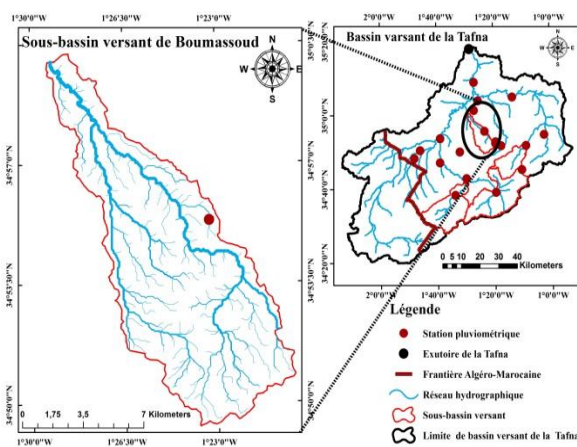 Sous-bassin versant de Boumassoud
1°30'0"W 1°26'30"W 1°23'0"W
N
W E
S
35°0'30"N
34°57'0"N
34°53'30"N
34°50'0"N
0 1,75 3,5 7 Kilometers
1°30'0"W 1°26'30"W 1°23'0"W
Bassin varsant de la Tafna
2°0'0"W 1°40'0"W 1°20'0"W 1°0'0"W
N
W E
S
35°20'0"N
35°0'0"N
34°40'0"N
34°20'0"N
0 5 10 20 30 40
Kilometers
2°0'0"W 1°40'0"W 1°20'0"W 1°0'0"W
Légende
Station pluviométrique
Exutoire de la Tafna
Frantière Algéro-Marocaine
Réseau hydrographique
Sous-bassin versant
Limite de bassin versant de la Tafna